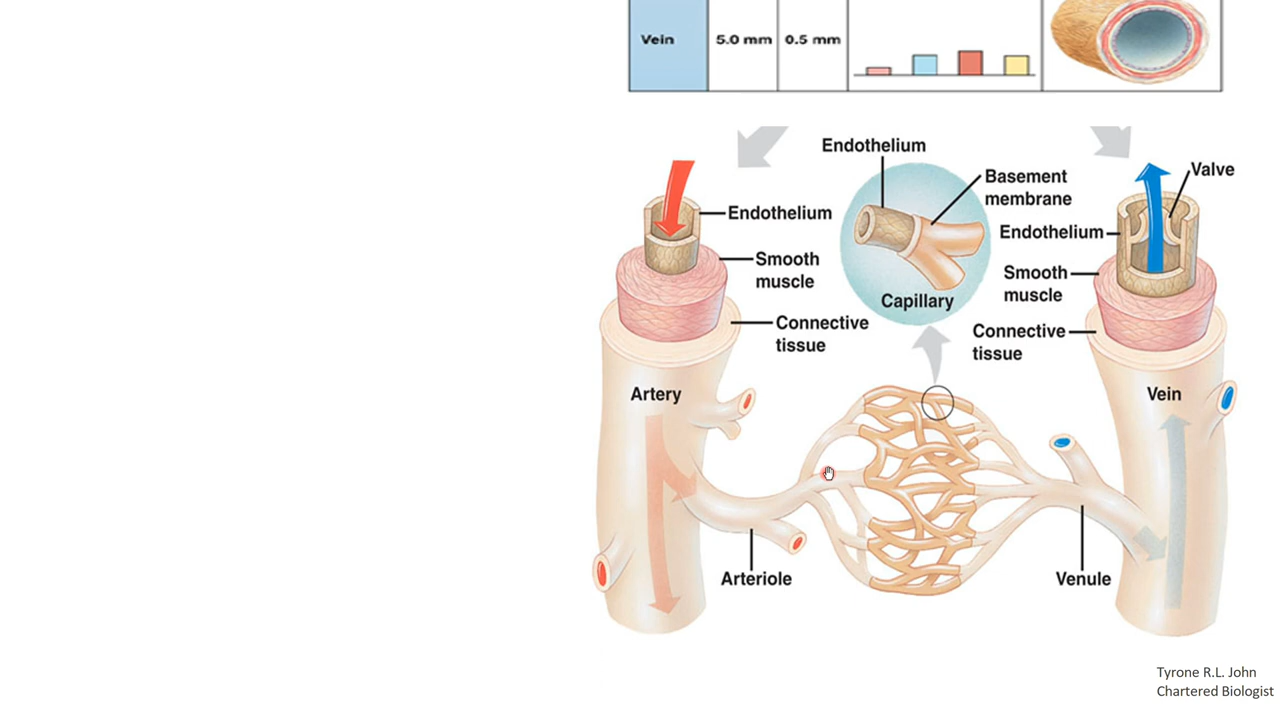 Vein 5.0 mm 0.5 mm
Endothelium
Basement
membrane
Valve
Endothelium
Endothelium
Smooth
muscle
Smooth
muscle
Capillary
Connective
tissue
Connective
tissue
Artery
Vein
Arteriole
Venule
Tyrone R.L. John
Chartered Biologist